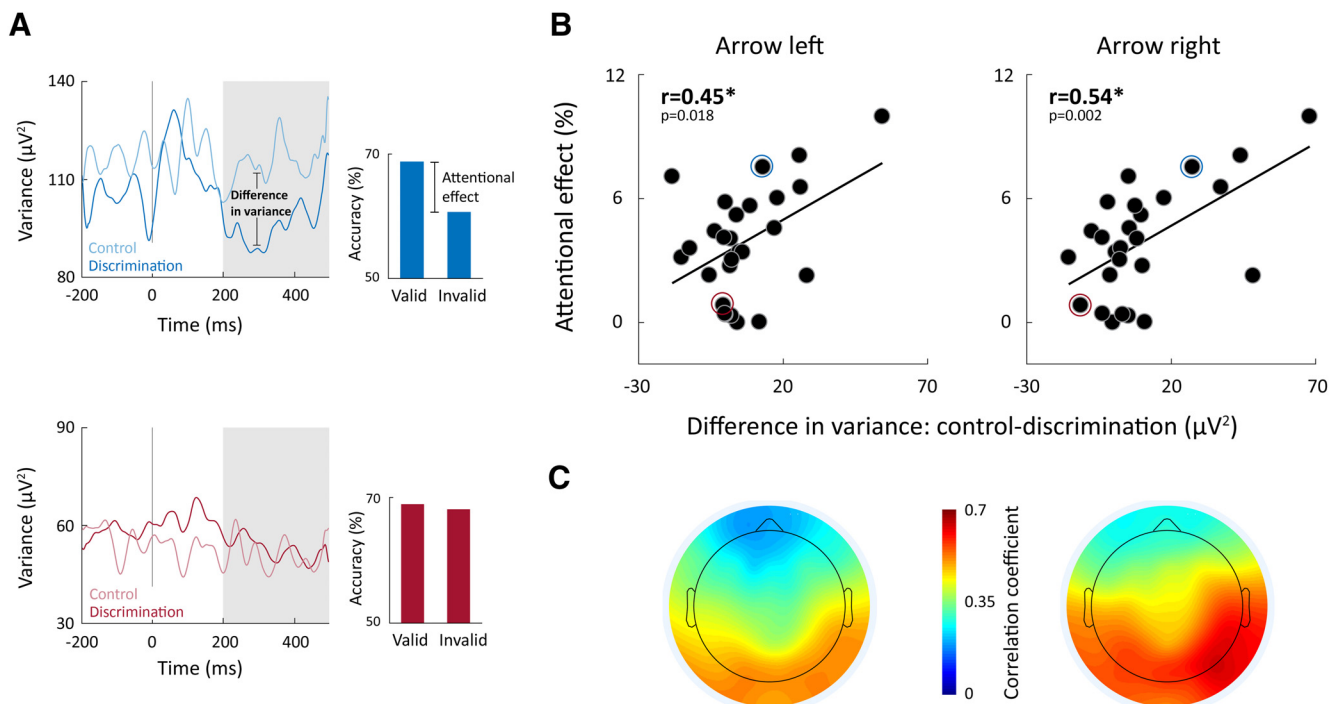 A
140
110
80
Variance (µV²)
Difference
in variance
Control
Discrimination
-200
0
200
400
Time (ms)
70
50
Accuracy (%)
Attentional
effect
Valid
Invalid
90
60
30
Variance (µV²)
Control
Discrimination
-200
0
200
400
Time (ms)
70
50
Accuracy (%)
Valid
Invalid
B
Arrow left
Arrow right
12
6
0
Attentional effect (%)
r=0.45*
p=0.018
-30
20
70
r=0.54*
p=0.002
-30
20
70
Difference in variance: control-discrimination (µV²)
C
0.7
0.35
0
Correlation coefficient